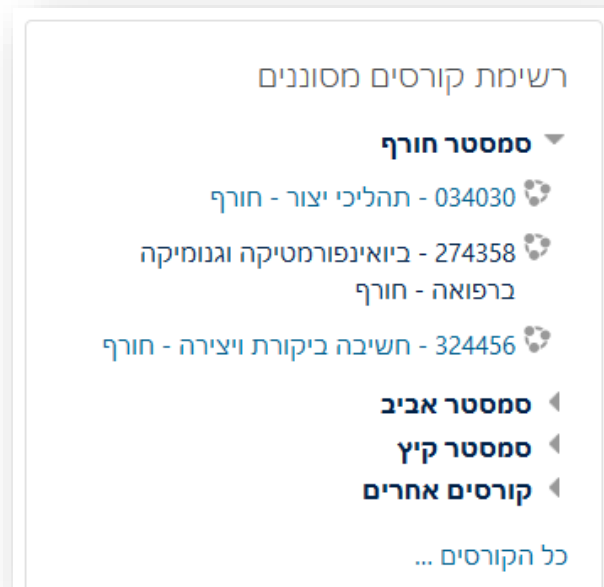 רשימת קורסים מסוננים
סמסטר חורף
034030 - תהליכי יצור - חורף
274358 - ביואינפורמטיקה וגנומיקה
ברפואה - חורף
324456 - חשיבה ביקורת ויצירה - חורף
סמסטר אביב
סמסטר קיץ
קורסים אחרים
כל הקורסים ...